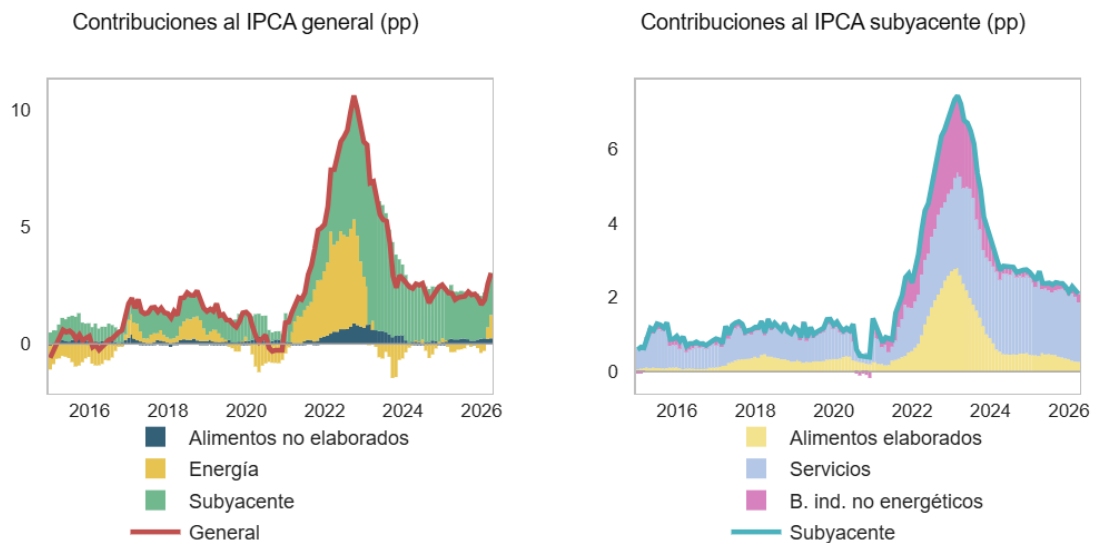 Contribuciones al IPCA general (pp)
10
5
0
2016 2018 2020 2022 2024 2026
Alimentos no elaborados
Energía
Subyacente
General
Contribuciones al IPCA subyacente (pp)
6
4
2
0
2016 2018 2020 2022 2024 2026
Alimentos elaborados
Servicios
B. ind. no energéticos
Subyacente